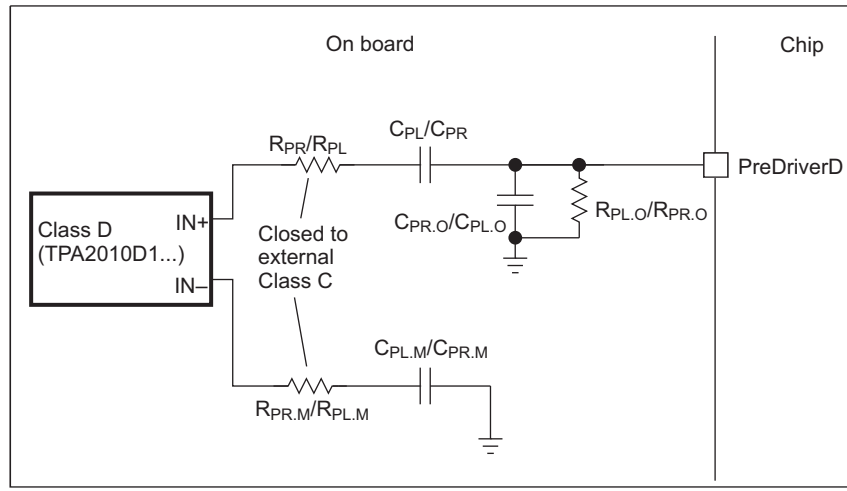 On board
Chip
CPL/CPR
RPR/RPL
PreDriverD
IN+
Class D
(TPA2010D1...)
CPR.O/CPL.O
RPL.O/RPR.O
Closed to
external
Class C
IN–
CPL.M/CPR.M
RPR.M/RPL.M